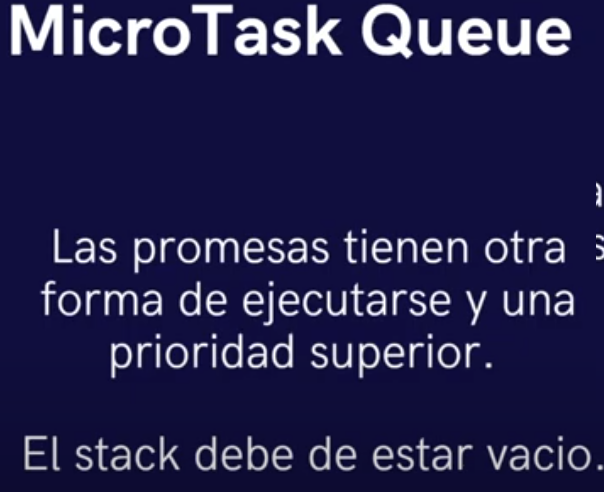 MicroTask Queue
Las promesas tienen otra
forma de ejecutarse y una
prioridad superior.
El stack debe de estar vacio.